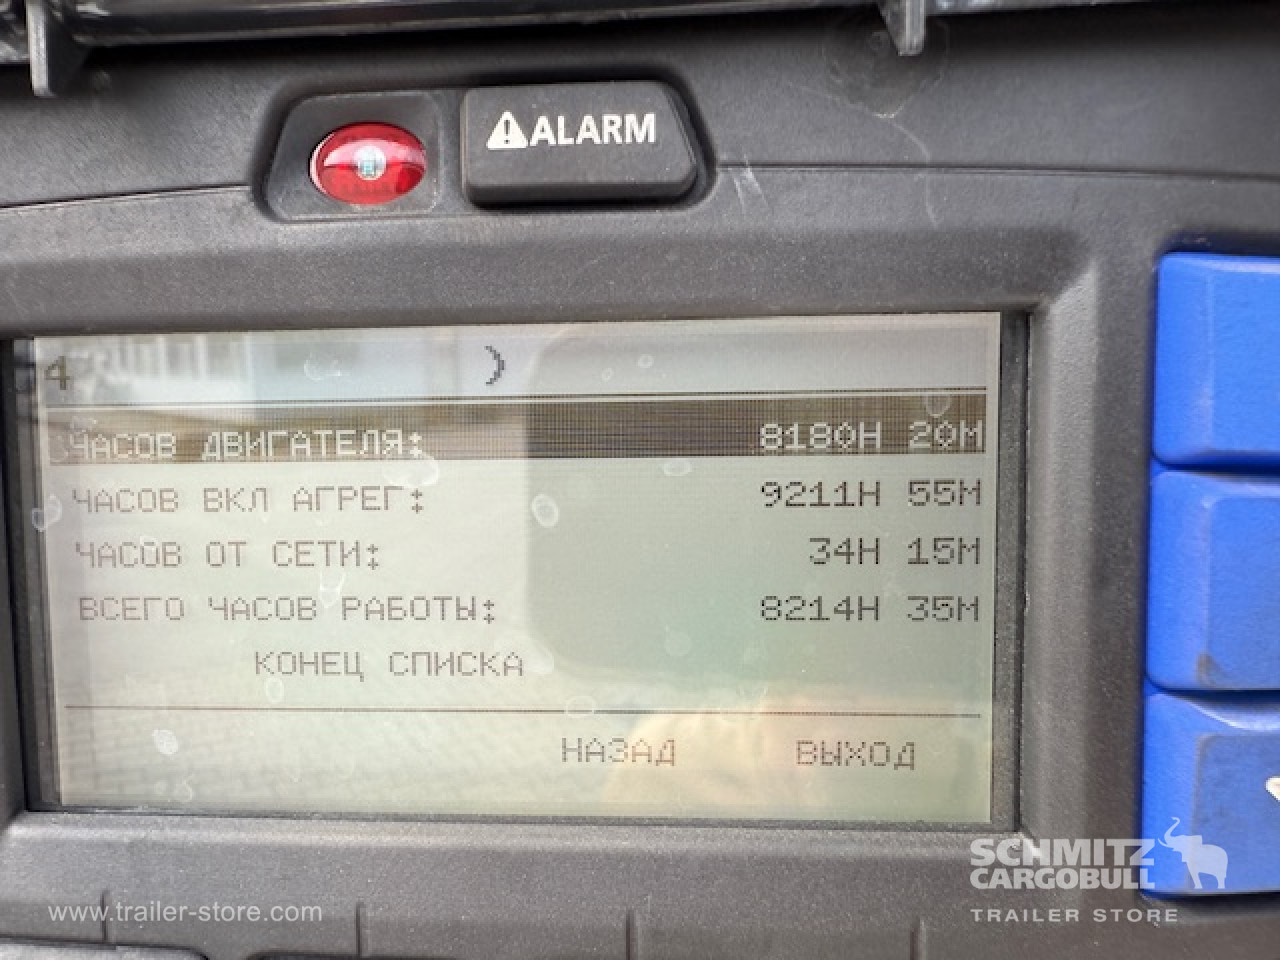 ALARM
4
ЧАСОВ ДВИГАТЕЛЯ: 8180H 20M
ЧАСОВ ВКЛ АГРЕГ: 9211H 55M
ЧАСОВ ОТ СЕТИ: 34H 15M
ВСЕГО ЧАСОВ РАБОТЫ: 8214H 35M
КОНЕЦ СПИСКА
НАЗАД ВЫХОД
SCHMITZ
CARGOBULL
TRAILER STORE
www.trailer-store.com